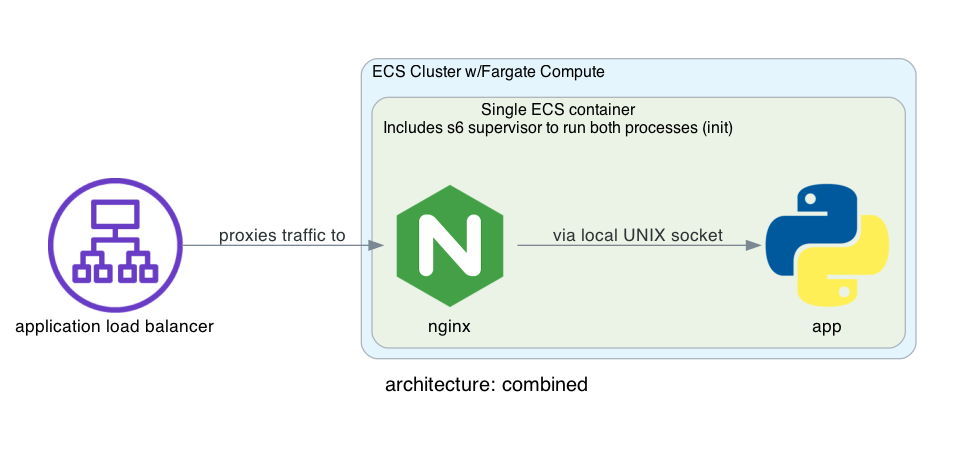 ECS Cluster w/Fargate Compute
Single ECS container
Includes s6 supervisor to run both processes (init)
proxies traffic to
via local UNIX socket
application load balancer
nginx
app
architecture: combined